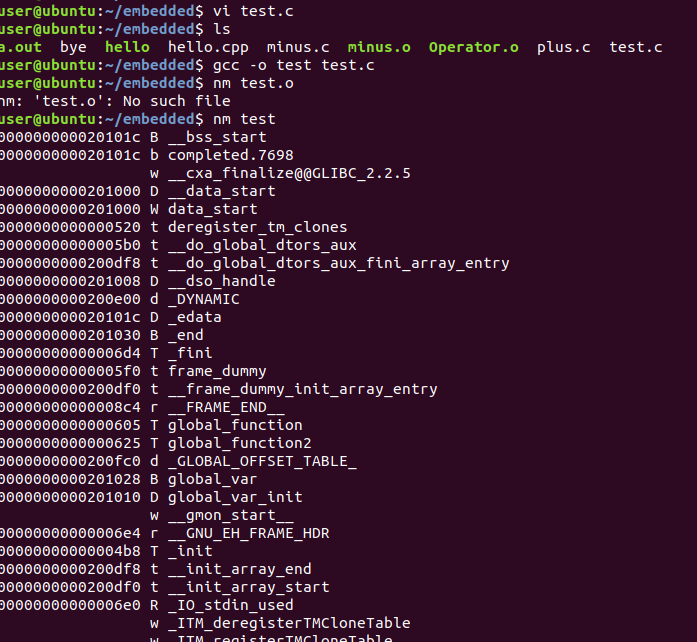 user@ubuntu:~/embedded$ vi test.c
user@ubuntu:~/embedded$ ls
a.out  bye  hello  hello.cpp  minus.c  minus.o  Operator.o  plus.c  test.c
user@ubuntu:~/embedded$ gcc -o test test.c
user@ubuntu:~/embedded$ nm test.o
nm: 'test.o': No such file
user@ubuntu:~/embedded$ nm test
000000000020101c B __bss_start
000000000020101c b completed.7698
w __cxa_finalize@@GLIBC_2.2.5
0000000000201000 D __data_start
0000000000201000 W data_start
0000000000000520 t deregister_tm_clones
00000000000005b0 t __do_global_dtors_aux
0000000000200df8 t __do_global_dtors_aux_fini_array_entry
0000000000201008 D __dso_handle
0000000000200e00 d _DYNAMIC
000000000020101c D _edata
0000000000201030 B _end
00000000000006d4 T _fini
00000000000005f0 t frame_dummy
0000000000200df0 t __frame_dummy_init_array_entry
00000000000008c4 r __FRAME_END__
0000000000000605 T global_function
0000000000000625 T global_function2
0000000000200fc0 d _GLOBAL_OFFSET_TABLE_
0000000000201028 B global_var
0000000000201010 D global_var_init
w __gmon_start__
00000000000006e4 r __GNU_EH_FRAME_HDR
00000000000004b8 T _init
0000000000200df8 t __init_array_end
0000000000200df0 t __init_array_start
00000000000006e0 R _IO_stdin_used
w _ITM_deregisterTMCloneTable
w _ITM_registerTMCloneTable